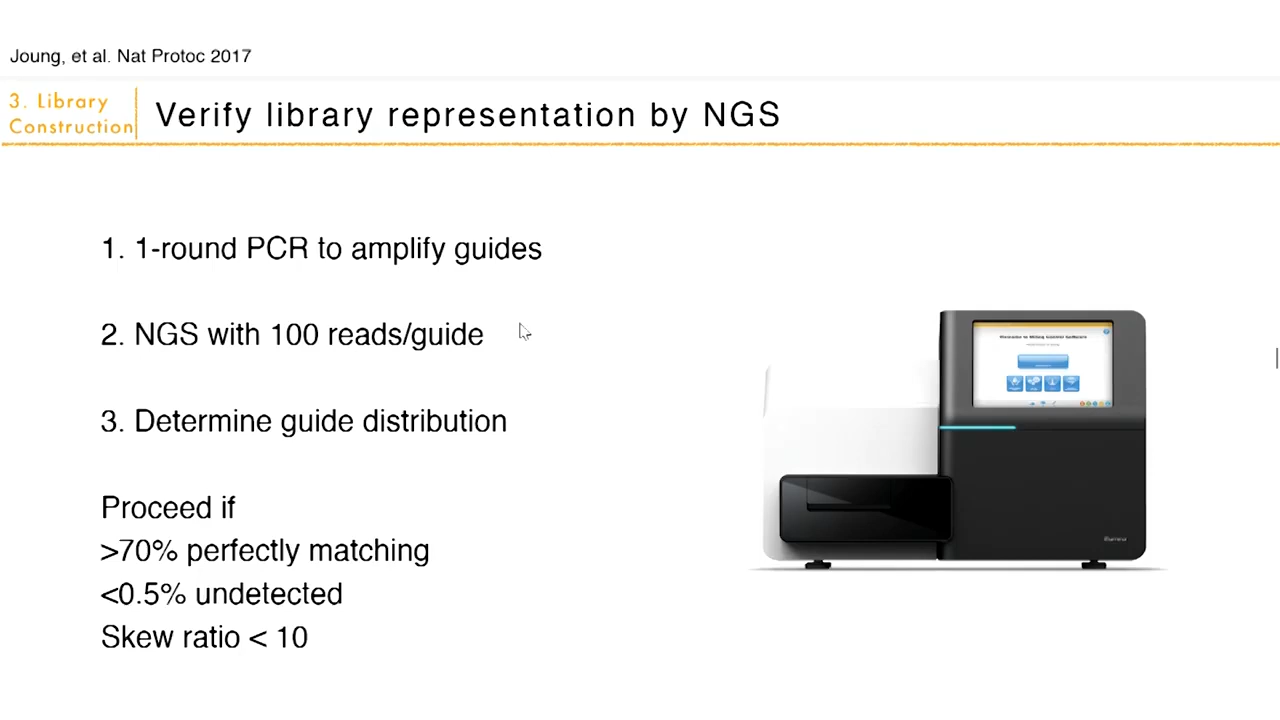 Joung, et al. Nat Protoc 2017
3. Library
Construction
Verify library representation by NGS
1. 1-round PCR to amplify guides
2. NGS with 100 reads/guide
3. Determine guide distribution
Proceed if
>70% perfectly matching
<0.5% undetected
Skew ratio < 10
illumina